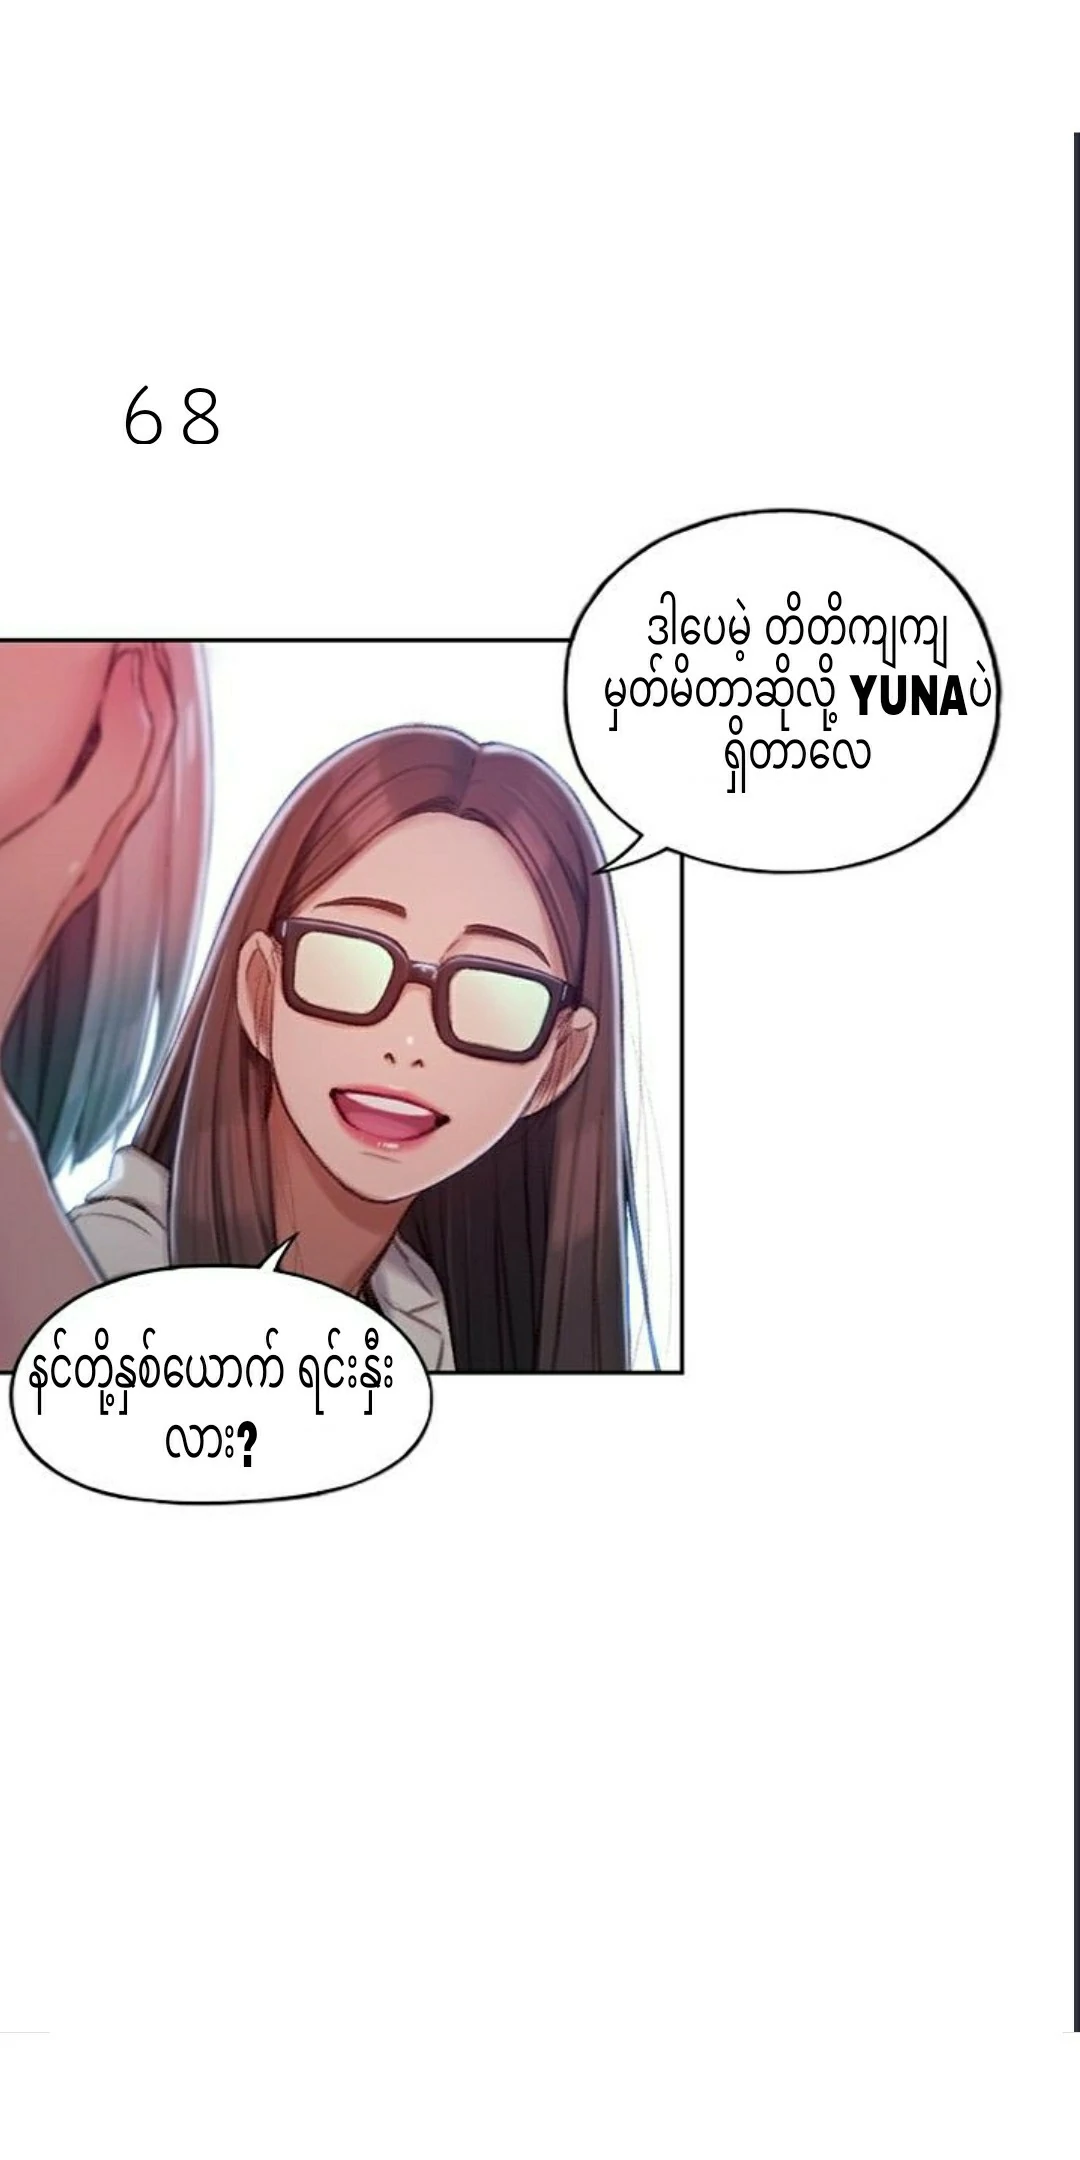 68
ဒါပေမဲ့ တိတိကျကျ
မှတ်မိတာဆိုလို့ YUNAပဲ
ရှိတာလေ
နင်တို့နှစ်ယောက် ရင်းနှီး
လား?